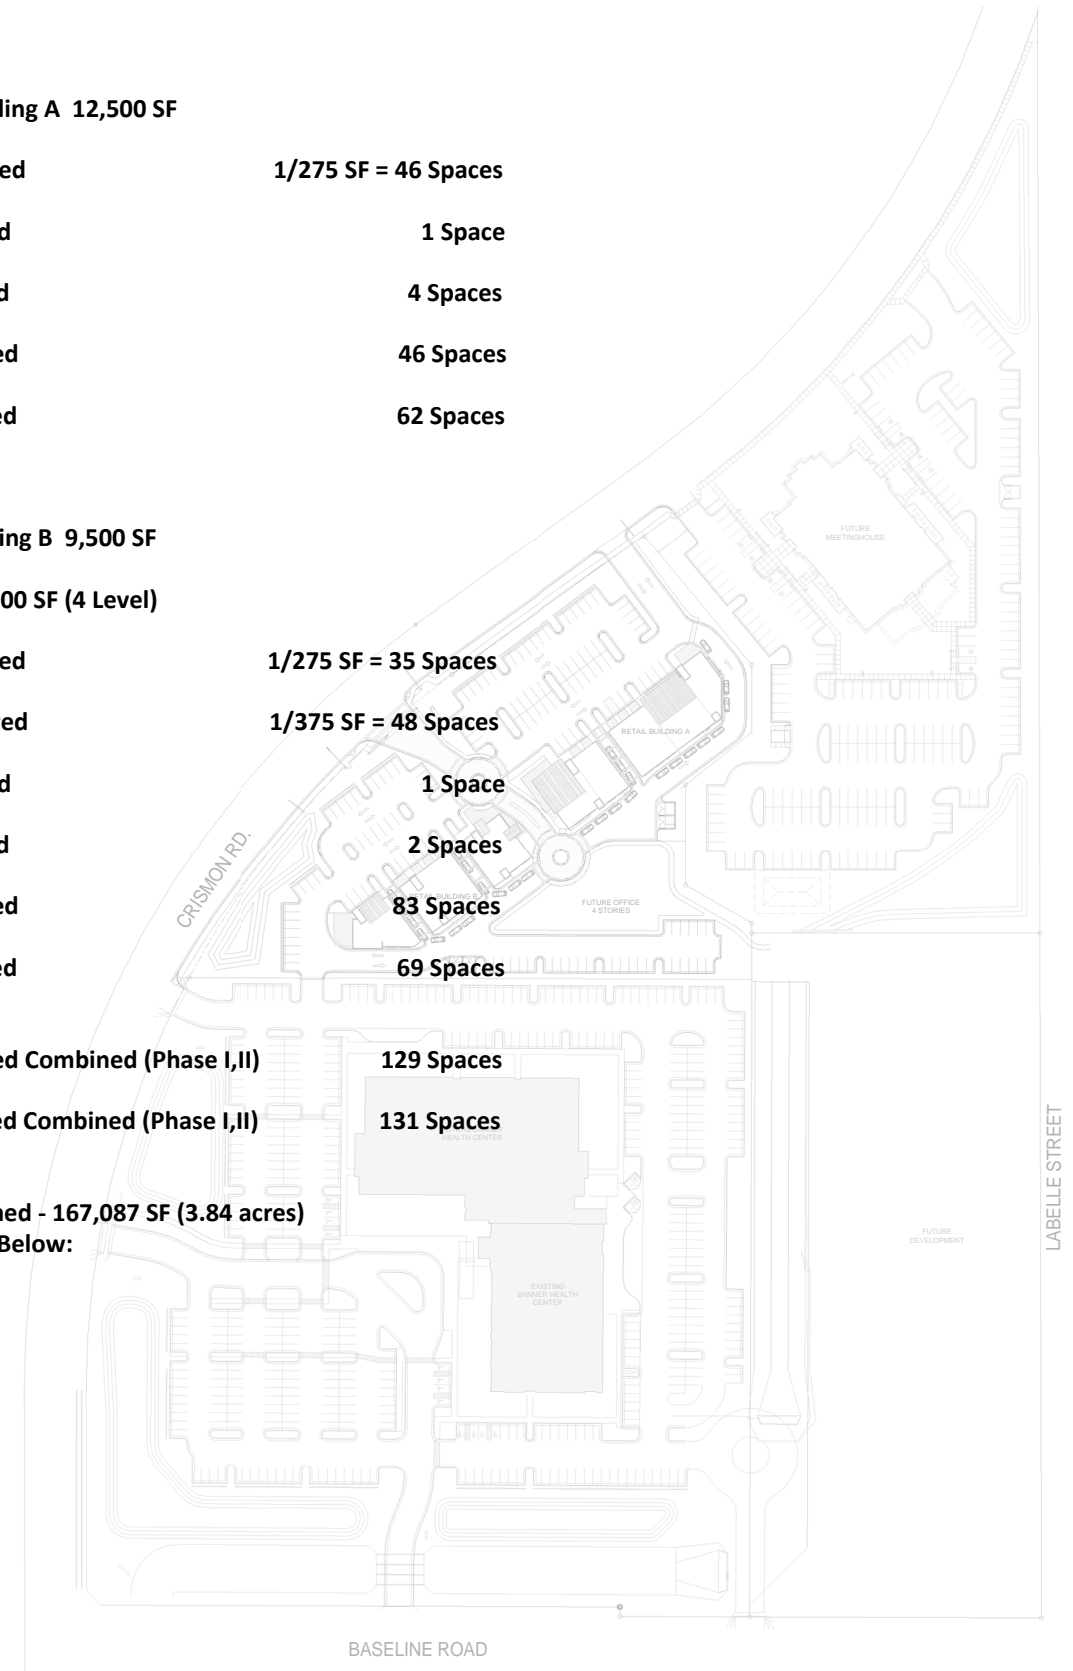 ling A 12,500 SF
ed 1/275 SF = 46 Spaces
d 1 Space
d 4 Spaces
ed 46 Spaces
ed 62 Spaces
ing B 9,500 SF
00 SF (4 Level)
ed 1/275 SF = 35 Spaces
ed 1/375 SF = 48 Spaces
d 1 Space
d 2 Spaces
ed 83 Spaces
ed 69 Spaces
ed Combined (Phase I,II) 129 Spaces
ed Combined (Phase I,II) 131 Spaces
ned - 167,087 SF (3.84 acres)
Below:
FUTURE
MEETINGHOUSE
RETAIL BUILDING A
CRISMON RD.
RETAIL BUILDING B
FUTURE OFFICE
4 STORIES
HEALTH CENTER
EXISTING
BANNER HEALTH
CENTER
FUTURE
DEVELOPMENT
LABELLE STREET
BASELINE ROAD